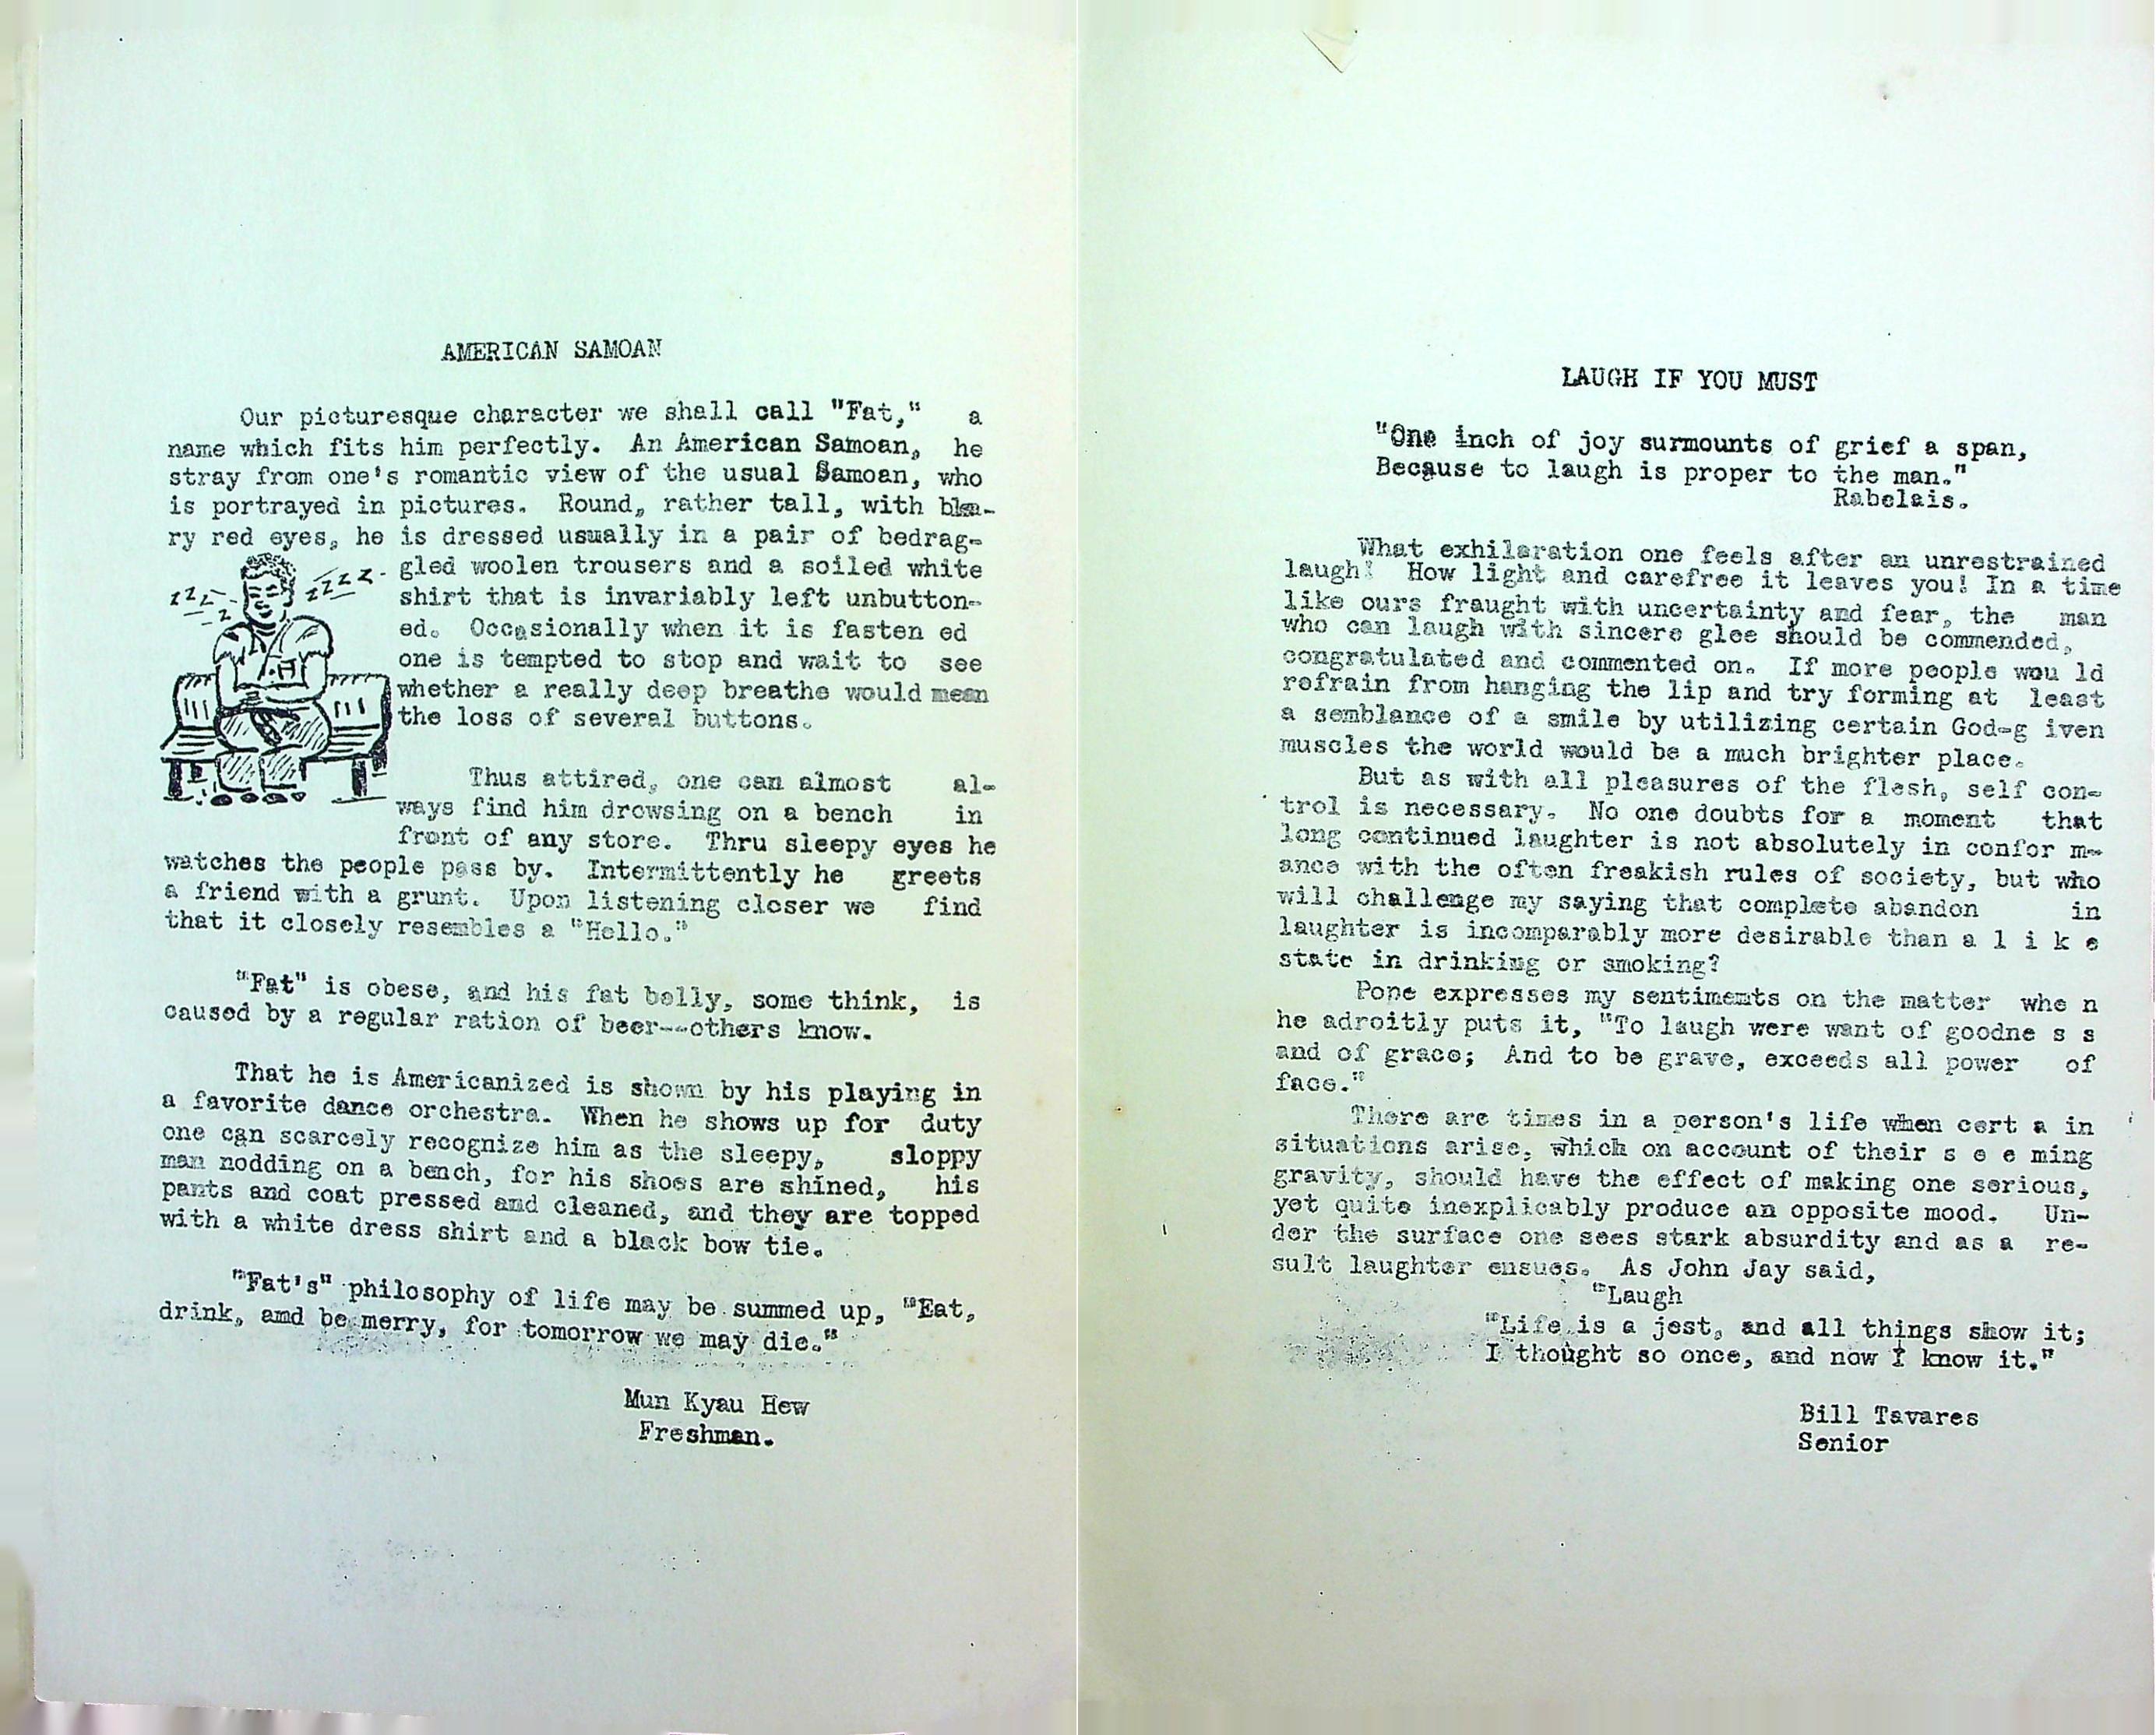 AMERICAN SAMOAN
Our picturesque character we shall call "Fat," a
name which fits him perfectly. An American Samoan, he
stray from one's romantic view of the usual Samoan, who
is portrayed in pictures. Round, rather tall, with blea-
ry red eyes, he is dressed usually in a pair of bedrag-
gled woolen trousers and a soiled white
shirt that is invariably left unbutton-
ed. Occasionally when it is fasten ed
one is tempted to stop and wait to see
whether a really deep breathe would mean
the loss of several buttons.
zzz
z
zzzz
Thus attired, one can almost al-
ways find him drowsing on a bench in
front of any store. Thru sleepy eyes he
watches the people pass by. Intermittently he greets
a friend with a grunt. Upon listening closer we find
that it closely resembles a "Hello."
"Fat" is obese, and his fat belly, some think, is
caused by a regular ration of beer--others know.
That he is Americanized is shown by his playing in
a favorite dance orchestra. When he shows up for duty
one can scarcely recognize him as the sleepy, sloppy
man nodding on a bench, for his shoes are shined, his
pants and coat pressed and cleaned, and they are topped
with a white dress shirt and a black bow tie.
"Fat's" philosophy of life may be summed up, "Eat,
drink, amd be merry, for tomorrow we may die."
Mun Kyau Hew
Freshman.
LAUGH IF YOU MUST
"One inch of joy surmounts of grief a span,
Because to laugh is proper to the man."
Rabelais.
What exhilaration one feels after an unrestrained
laugh! How light and carefree it leaves you! In a time
like ours fraught with uncertainty and fear, the man
who can laugh with sincere glee should be commended,
congratulated and commented on. If more people wou ld
refrain from hanging the lip and try forming at least
a semblance of a smile by utilizing certain God-g iven
muscles the world would be a much brighter place.
But as with all pleasures of the flesh, self con-
trol is necessary. No one doubts for a moment that
long continued laughter is not absolutely in confor m-
ance with the often freakish rules of society, but who
will challenge my saying that complete abandon in
laughter is incomparably more desirable than a l i k e
state in drinking or smoking?
Pope expresses my sentiments on the matter whe n
he adroitly puts it, "To laugh were want of goodne s s
and of grace; And to be grave, exceeds all power of
face."
There are times in a person's life when cert a in
situations arise, which on account of their s e e ming
gravity, should have the effect of making one serious,
yet quite inexplicably produce an opposite mood. Un-
der the surface one sees stark absurdity and as a re-
sult laughter ensues. As John Jay said,
"Laugh
"Life is a jest, and all things show it;
I thought so once, and now I know it."
Bill Tavares
Senior